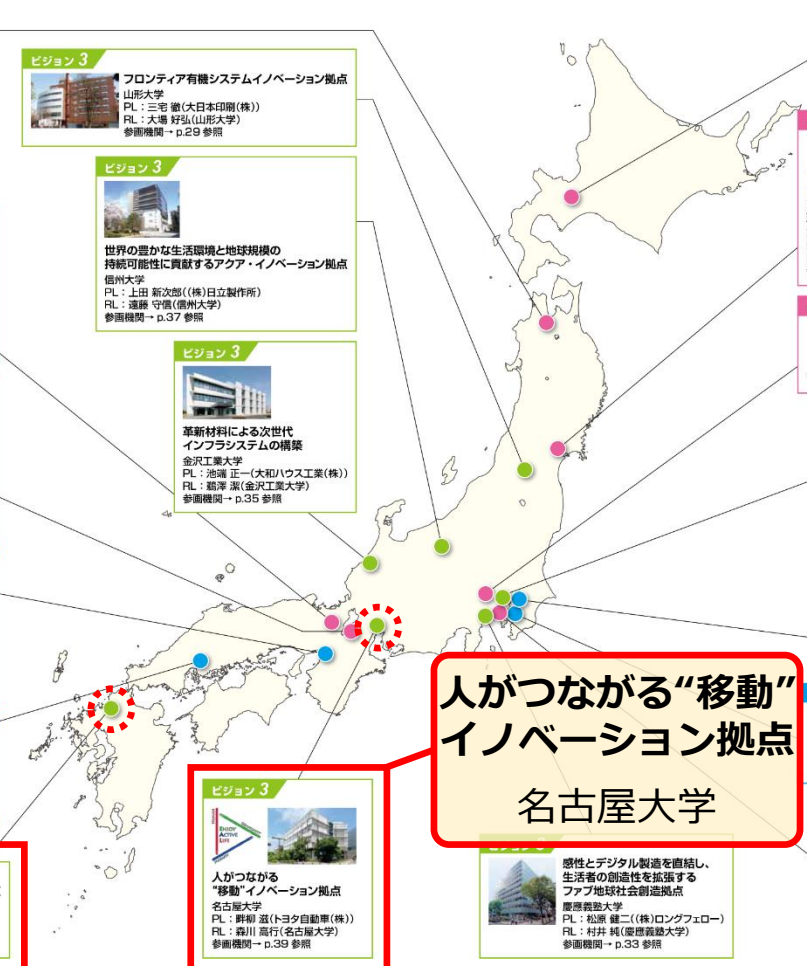 ビジョン 3
フロンティア有機システムイノベーション拠点
山形大学
PL:三宅 徹(大日本印刷(株))
RL:大場 好弘(山形大学)
参画機関→ p.29 参照
ビジョン 3
世界の豊かな生活環境と地球規模の
持続可能性に貢献するアクア・イノベーション拠点
信州大学
PL:上田 新次郎((株)日立製作所)
RL:遠藤 守信(信州大学)
参画機関→ p.37 参照
ビジョン 3
革新材料による次世代
インフラシステムの構築
金沢工業大学
PL:池端 正一(大和ハウス工業(株))
RL:鵜澤 潔(金沢工業大学)
参画機関→ p.35 参照
人がつながる“移動”
イノベーション拠点
名古屋大学
ビジョン 3
ENJOY
ACTIVE
LIFE
人がつながる
“移動”イノベーション拠点
名古屋大学
PL:畔柳 滋(トヨタ自動車(株))
RL:森川 高行(名古屋大学)
参画機関→ p.39 参照
感性とデジタル製造を直結し、
生活者の創造性を拡張する
ファブ地球社会創造拠点
慶應義塾大学
PL:松原 健二((株)ロングフェロー)
RL:村井 純(慶應義塾大学)
参画機関→ p.33 参照